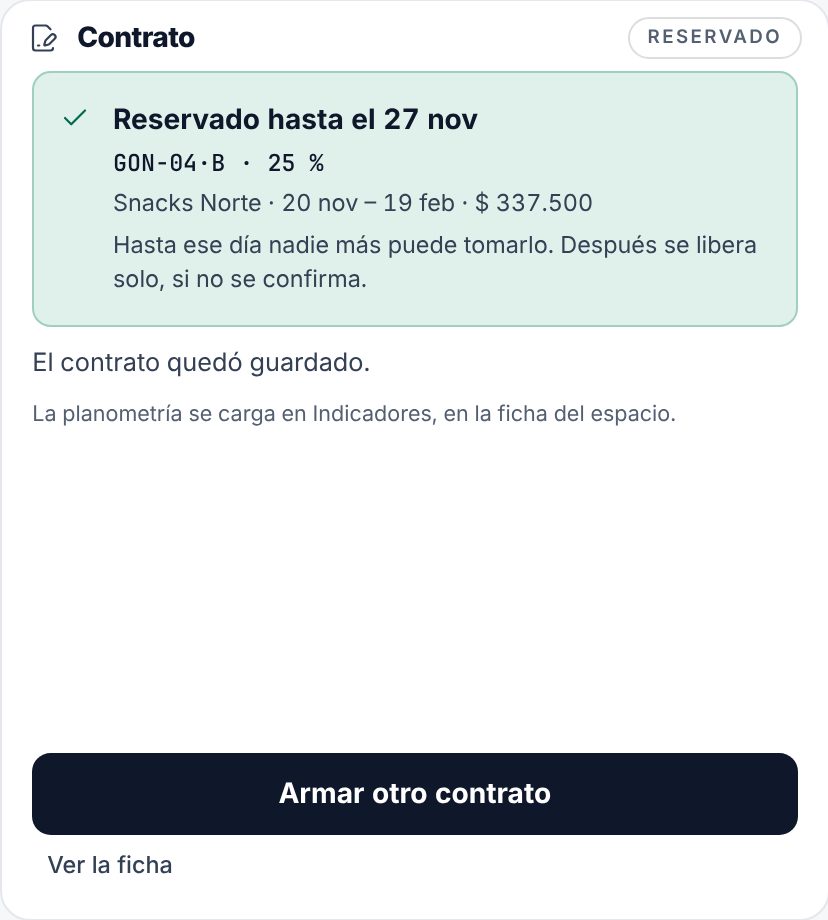 Contrato
RESERVADO
Reservado hasta el 27 nov
GON-04·B · 25 %
Snacks Norte · 20 nov – 19 feb · $ 337.500
Hasta ese día nadie más puede tomarlo. Después se libera
solo, si no se confirma.
El contrato quedó guardado.
La planometría se carga en Indicadores, en la ficha del espacio.
Armar otro contrato
Ver la ficha